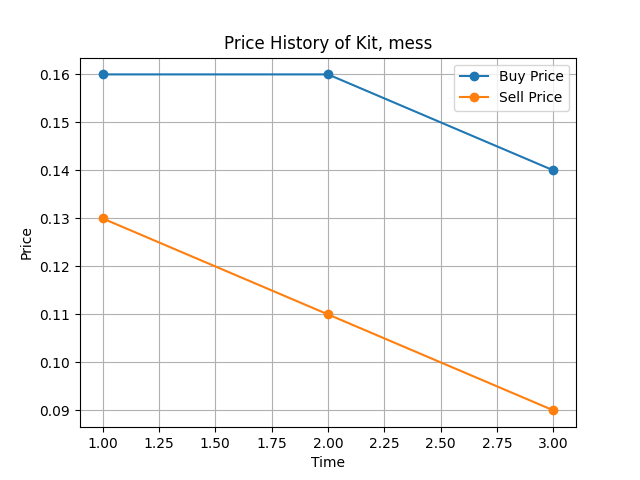 Price History of Kit, mess
Buy Price
Sell Price
Price
0.16
0.15
0.14
0.13
0.12
0.11
0.10
0.09
1.00 1.25 1.50 1.75 2.00 2.25 2.50 2.75 3.00
Time